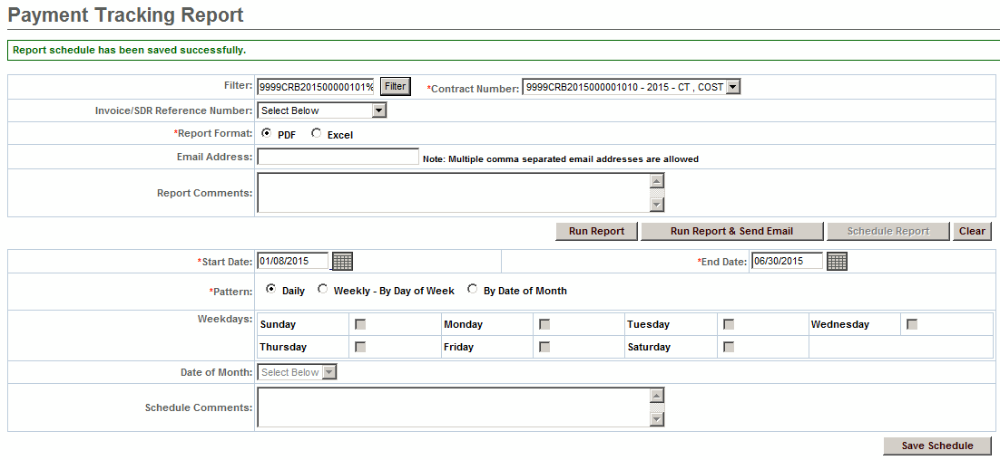 Payment Tracking Report
Report schedule has been saved successfully.
Filter: 9999CRB201500000101% Filter *Contract Number: 9999CRB2015000001010 - 2015 - CT , COST
Invoice/SDR Reference Number: Select Below
*Report Format: PDF Excel
Email Address: Note: Multiple comma separated email addresses are allowed
Report Comments:
Run Report Run Report & Send Email Schedule Report Clear
*Start Date: 01/08/2015 *End Date: 06/30/2015
*Pattern: Daily Weekly - By Day of Week By Date of Month
Weekdays: Sunday Monday Tuesday Wednesday
Thursday Friday Saturday
Date of Month: Select Below
Schedule Comments:
Save Schedule